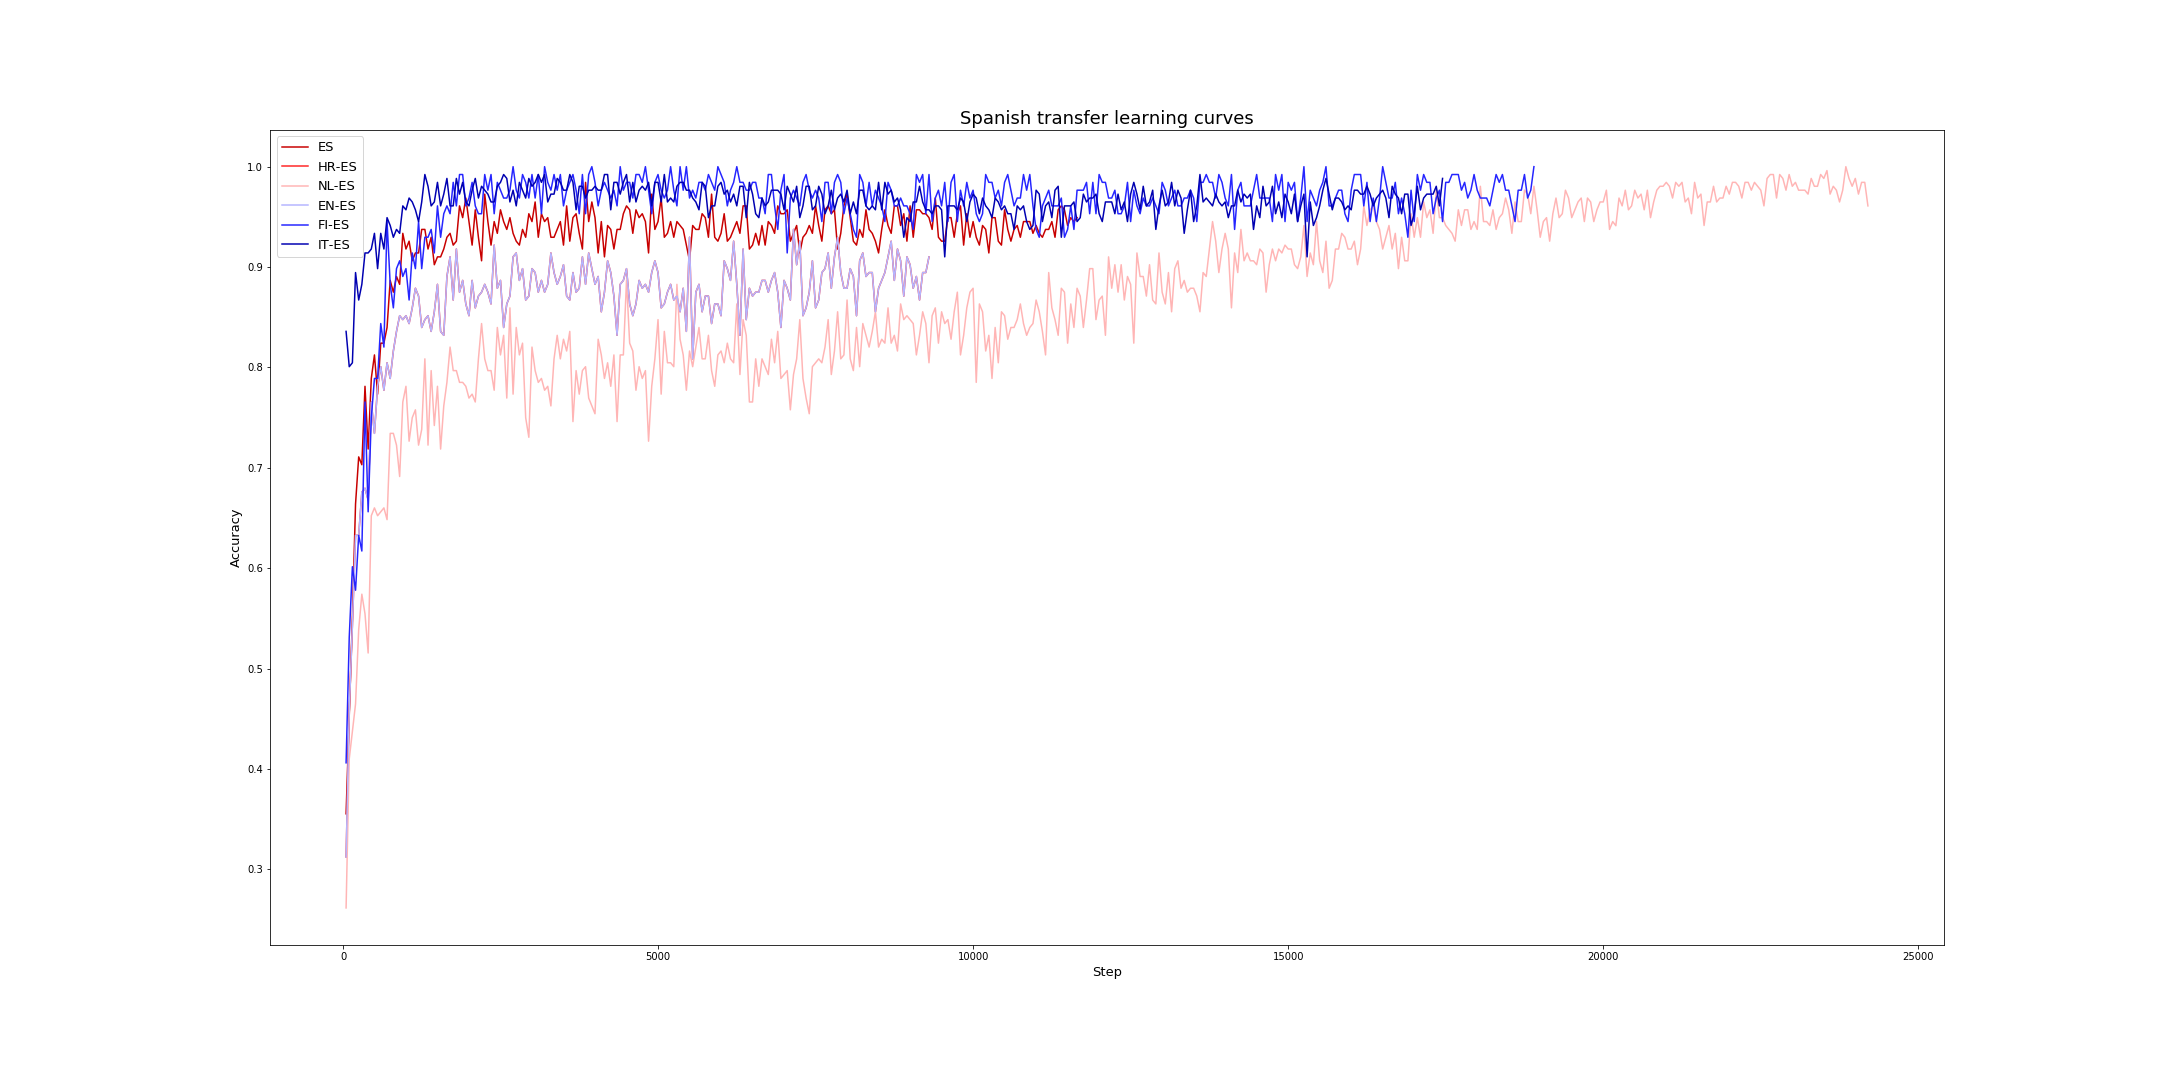 Spanish transfer learning curves
ES
HR-ES
NL-ES
EN-ES
FI-ES
IT-ES
1.0
0.9
0.8
0.7
0.6
0.5
0.4
0.3
Accuracy
0 5000 10000 15000 20000 25000
Step